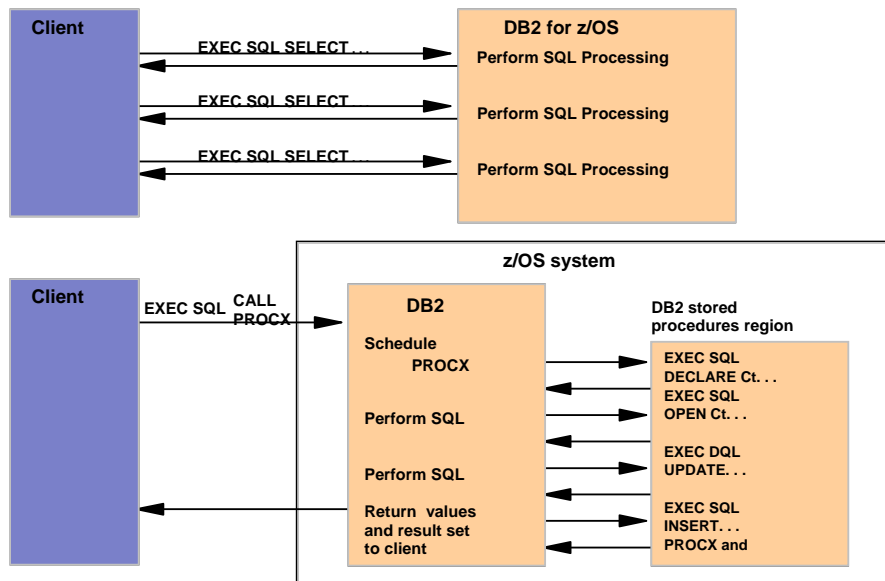 Client
DB2 for z/OS
EXEC SQL SELECT . . .
Perform SQL Processing
EXEC SQL SELECT . . .
Perform SQL Processing
EXEC SQL SELECT . . .
Perform SQL Processing
z/OS system
Client
EXEC SQL
CALL
PROCX
DB2
Schedule
PROCX
Perform SQL
Perform SQL
Return values
and result set
to client
DB2 stored
procedures region
EXEC SQL
DECLARE Ct. . .
EXEC SQL
OPEN Ct. . .
EXEC DQL
UPDATE. . .
EXEC SQL
INSERT. . .
PROCX and